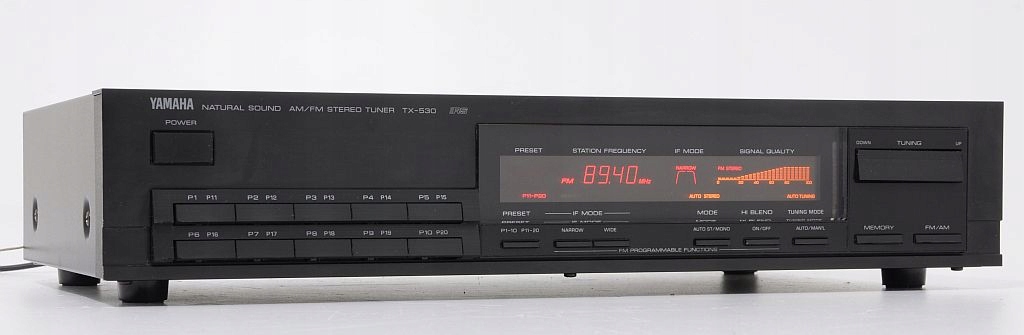 YAMAHA NATURAL SOUND AM/FM STEREO TUNER TX-530 RS
POWER
PRESET STATION FREQUENCY IF MODE SIGNAL QUALITY
DOWN TUNING UP
FM 89.40 MHz
NARROW
FM STEREO
P11-P20 AUTO STEREO AUTO TUNING
P1 P11 P2 P12 P3 P13 P4 P14 P5 P15
P6 P16 P7 P17 P8 P18 P9 P19 P10 P20
PRESET IF MODE MODE HI BLEND TUNING MODE
P1-10 P11-20 NARROW WIDE AUTO ST/MONO ON/OFF AUTO/MAN'L
MEMORY FM/AM
FM PROGRAMMABLE FUNCTIONS